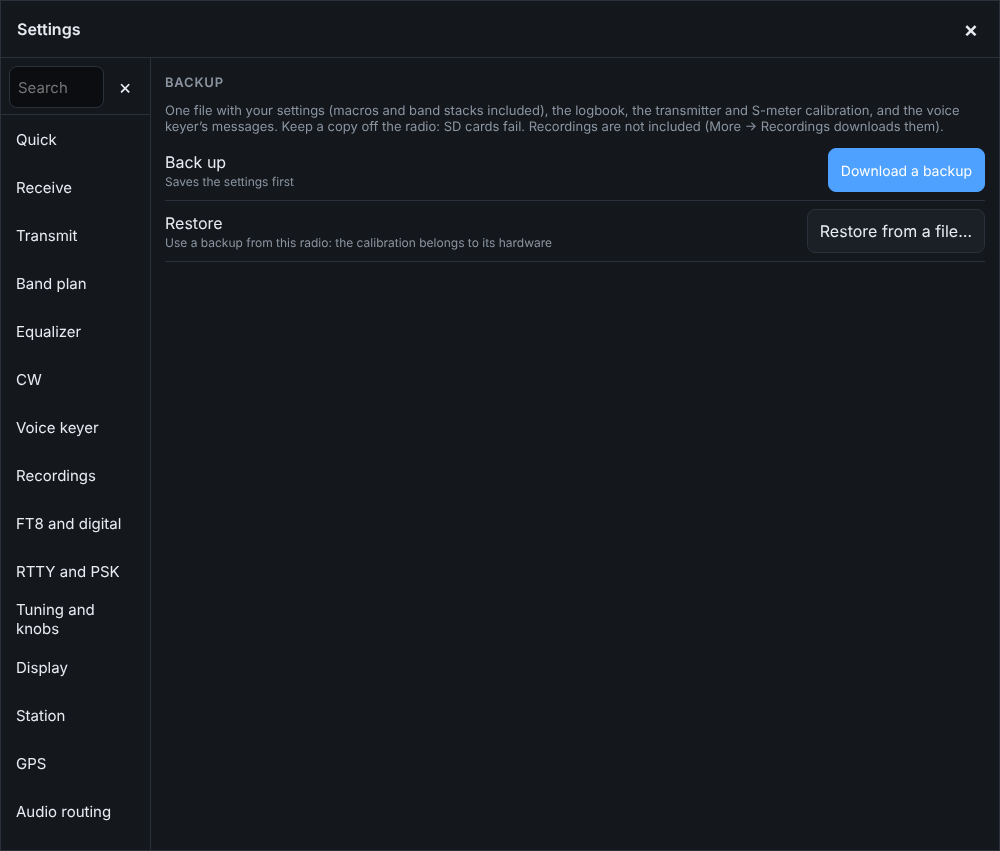 Settings
×
Search
×
Quick
Receive
Transmit
Band plan
Equalizer
CW
Voice keyer
Recordings
FT8 and digital
RTTY and PSK
Tuning and
knobs
Display
Station
GPS
Audio routing
BACKUP
One file with your settings (macros and band stacks included), the logbook, the transmitter and S-meter calibration, and the voice
keyer’s messages. Keep a copy off the radio: SD cards fail. Recordings are not included (More → Recordings downloads them).
Back up
Saves the settings first
Download a backup
Restore
Use a backup from this radio: the calibration belongs to its hardware
Restore from a file...